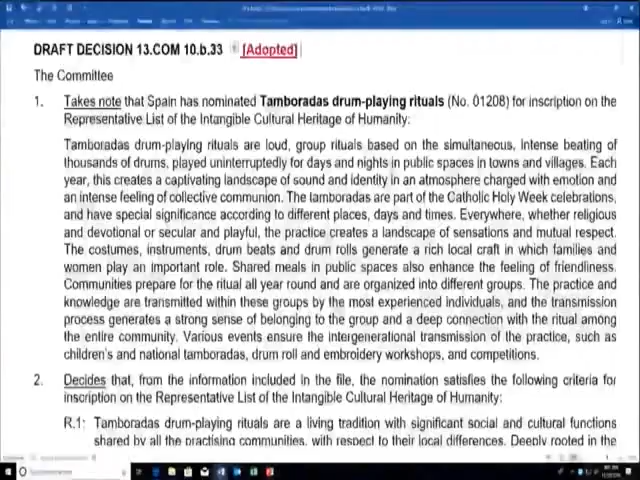 DRAFT DECISION 13.COM 10.b.33 [Adopted]
The Committee
1. Takes note that Spain has nominated Tamboradas drum-playing rituals (No. 01208) for inscription on the
Representative List of the Intangible Cultural Heritage of Humanity:
Tamboradas drum-playing rituals are loud, group rituals based on the simultaneous, intense beating of
thousands of drums, played uninterruptedly for days and nights in public spaces in towns and villages. Each
year, this creates a captivating landscape of sound and identity in an atmosphere charged with emotion and
an intense feeling of collective communion. The tamboradas are part of the Catholic Holy Week celebrations,
and have special significance according to different places, days and times. Everywhere, whether religious
and devotional or secular and playful, the practice creates a landscape of sensations and mutual respect.
The costumes, instruments, drum beats and drum rolls generate a rich local craft in which families and
women play an important role. Shared meals in public spaces also enhance the feeling of friendliness.
Communities prepare for the ritual all year round and are organized into different groups. The practice and
knowledge are transmitted within these groups by the most experienced individuals, and the transmission
process generates a strong sense of belonging to the group and a deep connection with the ritual among
the entire community. Various events ensure the intergenerational transmission of the practice, such as
children's and national tamboradas, drum roll and embroidery workshops, and competitions.
2. Decides that, from the information included in the file, the nomination satisfies the following criteria for
inscription on the Representative List of the Intangible Cultural Heritage of Humanity:
R.1: Tamboradas drum-playing rituals are a living tradition with significant social and cultural functions
shared by all the practising communities, with respect to their local differences. Deeply rooted in the